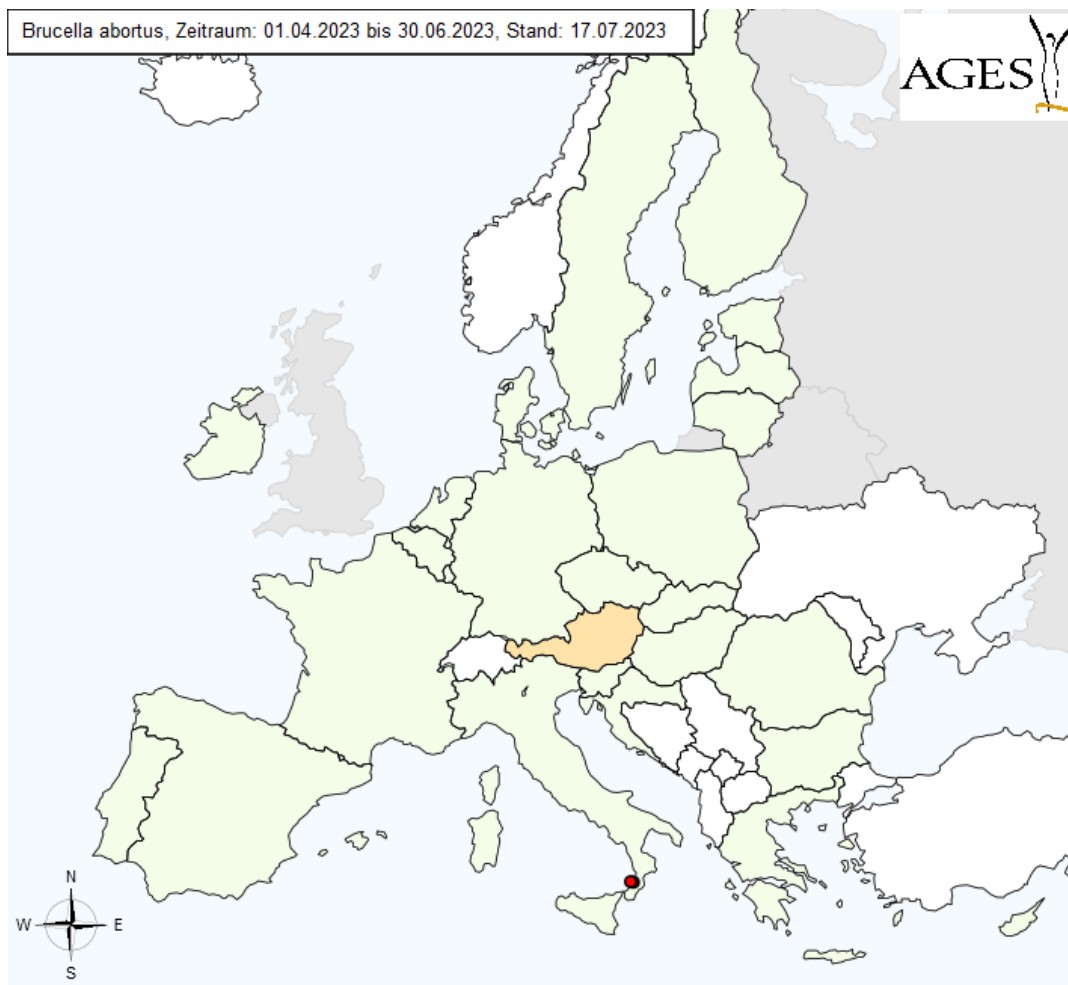 Brucella abortus, Zeitraum: 01.04.2023 bis 30.06.2023, Stand: 17.07.2023
AGES
N
W E
S